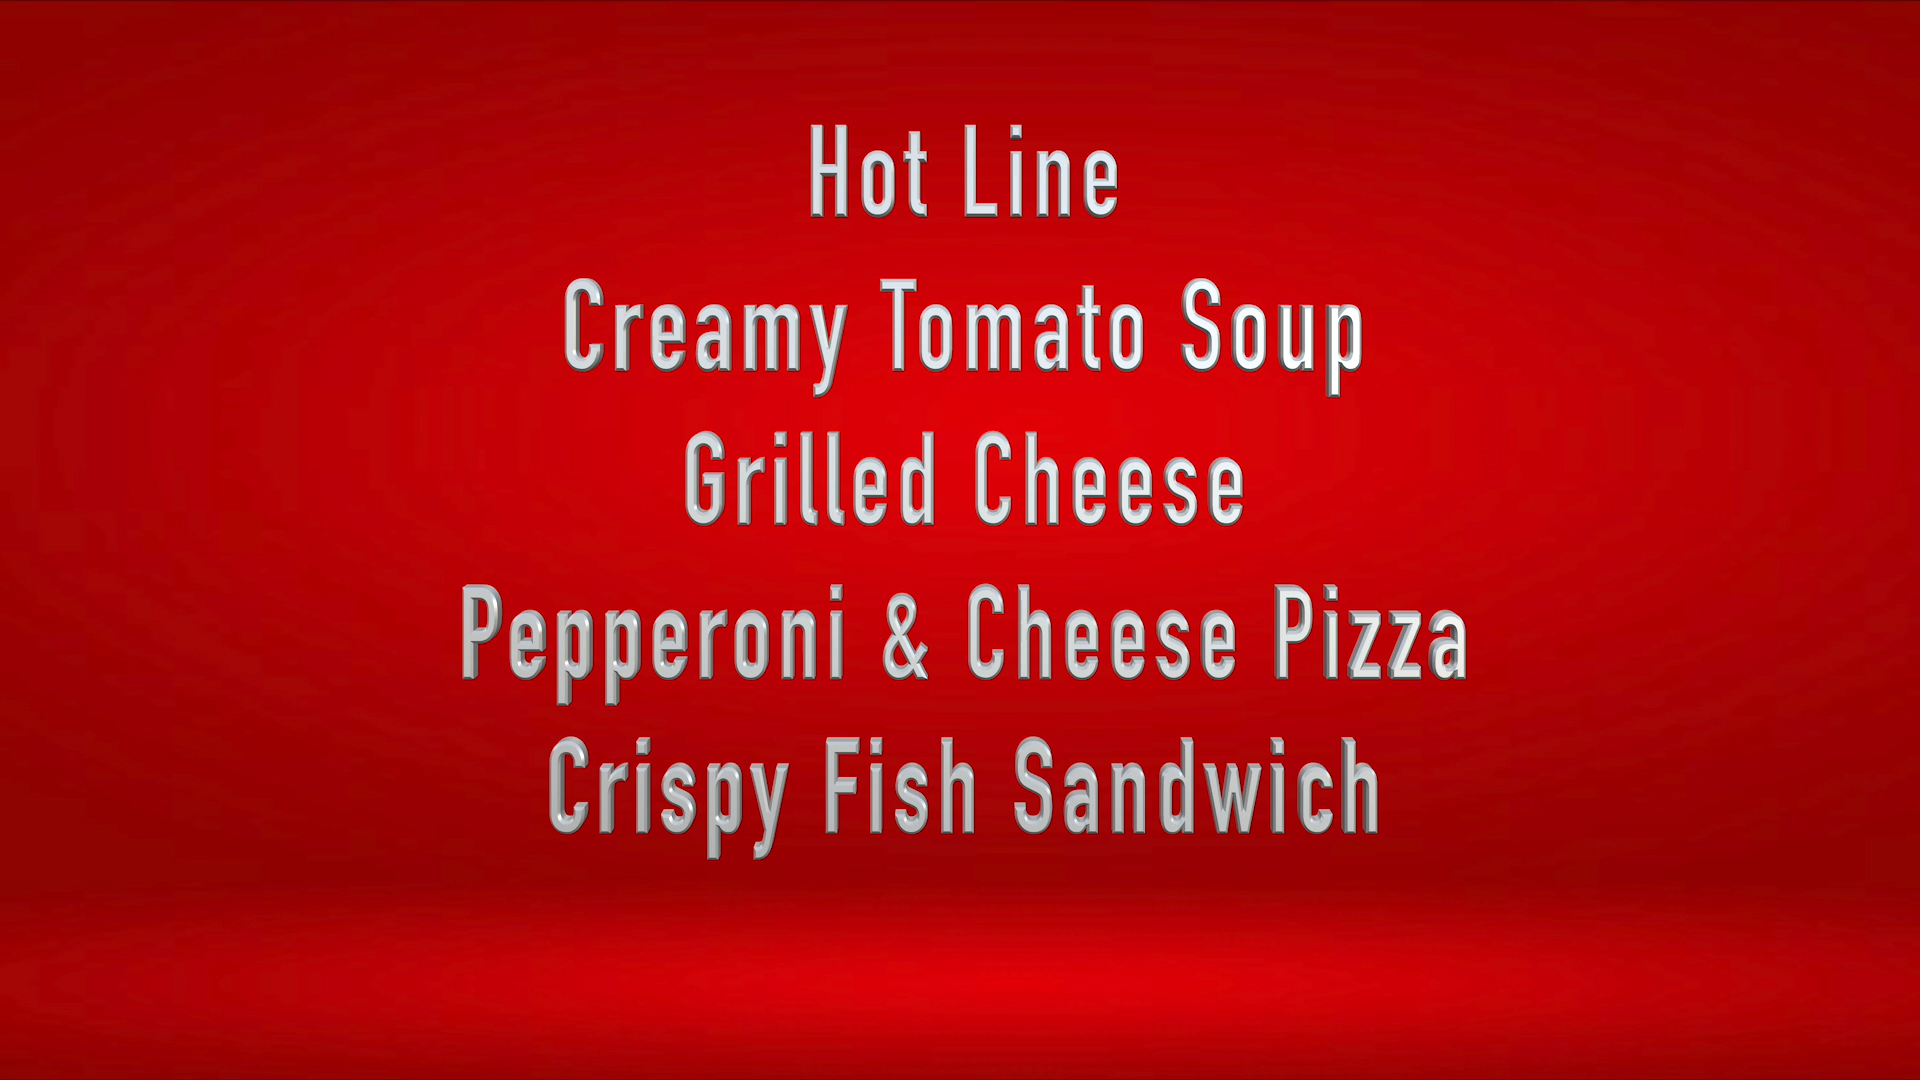 Hot Line
Creamy Tomato Soup
Grilled Cheese
Pepperoni & Cheese Pizza
Crispy Fish Sandwich